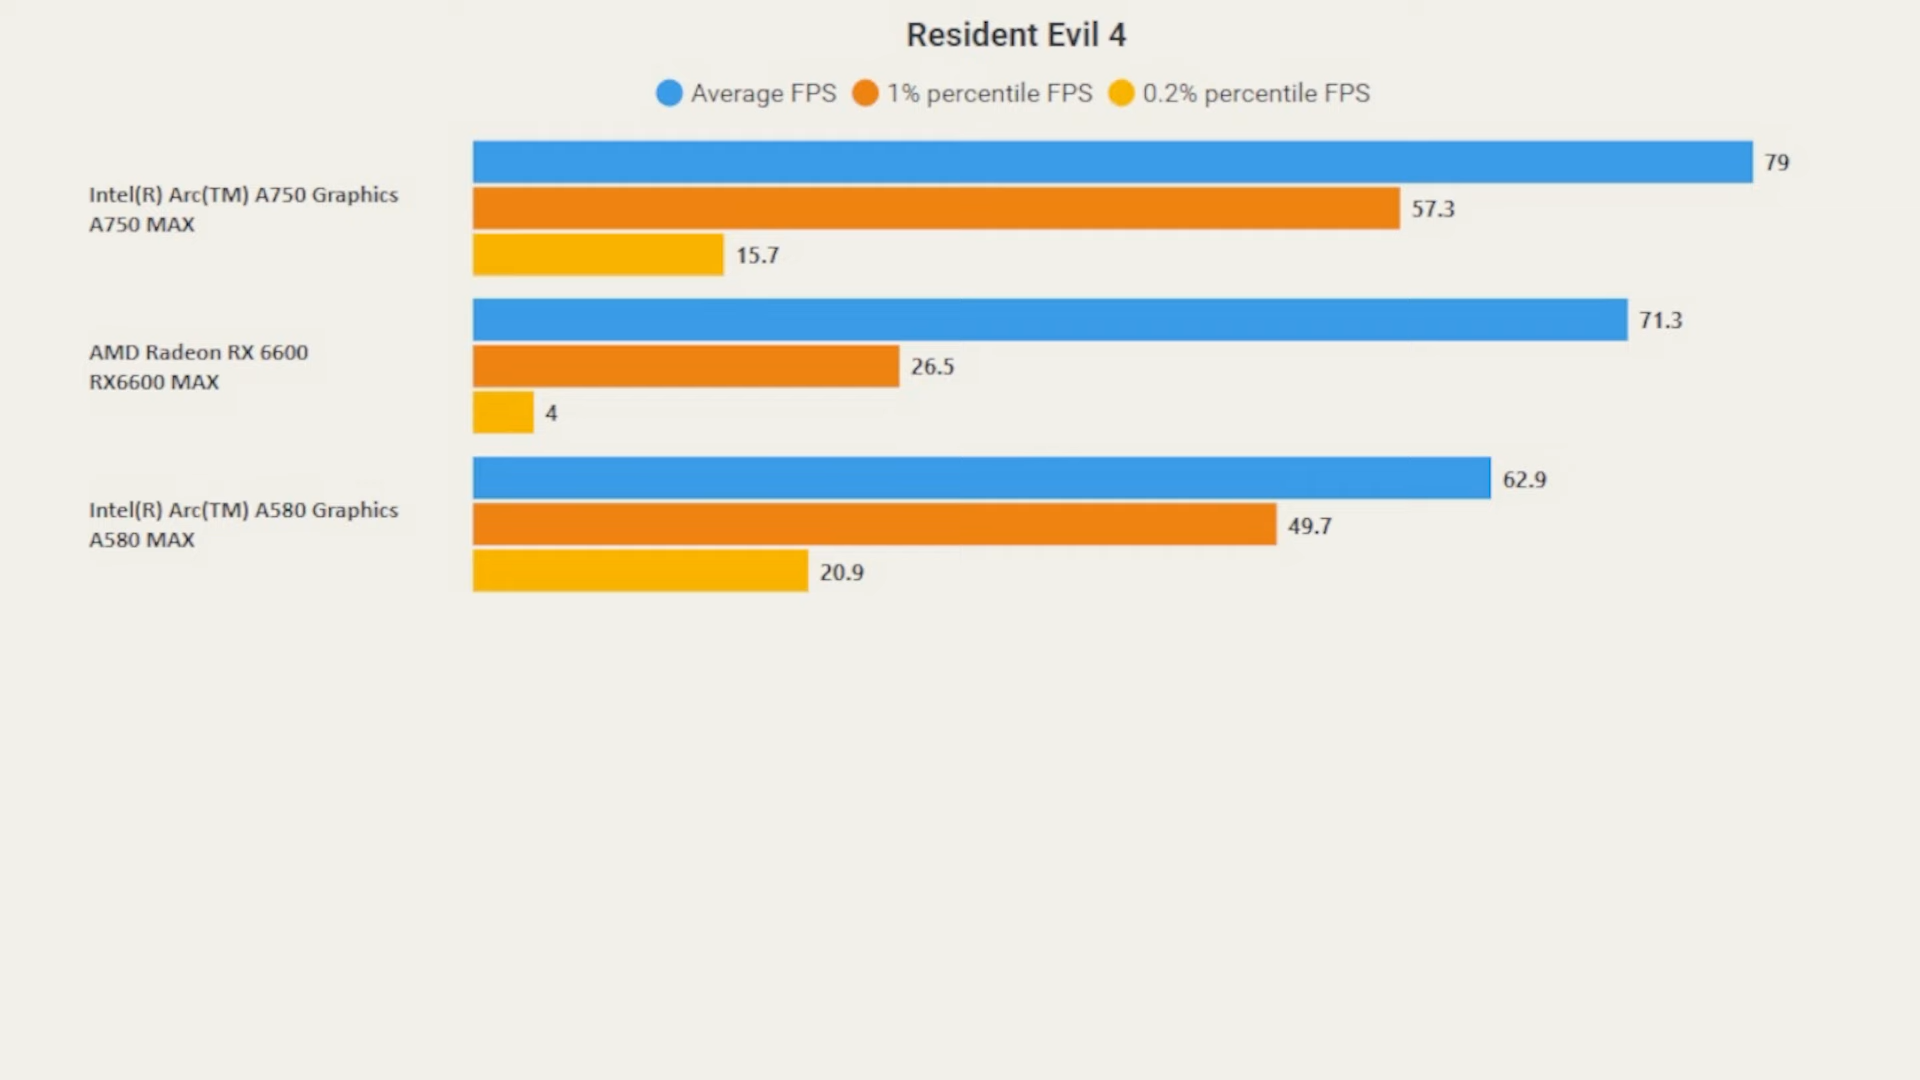 Resident Evil 4
Average FPS 1% percentile FPS 0.2% percentile FPS
Intel(R) Arc(TM) A750 Graphics
A750 MAX
79
57.3
15.7
AMD Radeon RX 6600
RX6600 MAX
71.3
26.5
4
Intel(R) Arc(TM) A580 Graphics
A580 MAX
62.9
49.7
20.9